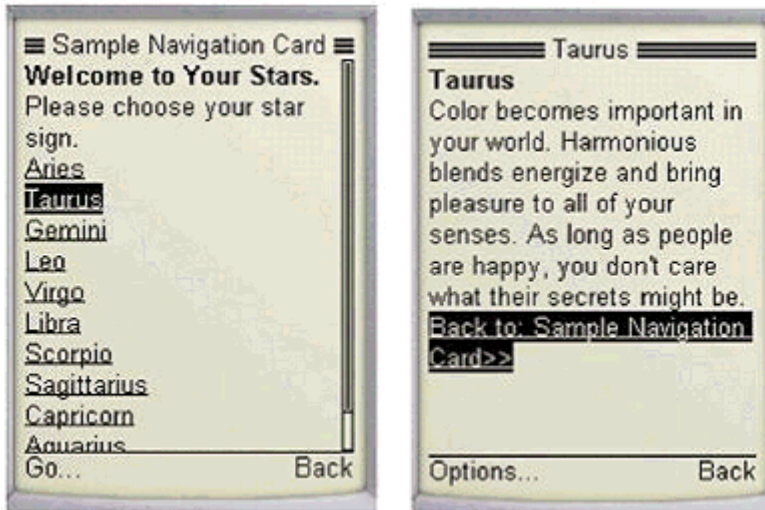 Sample Navigation Card
Welcome to Your Stars.
Please choose your star
sign.
Aries
Taurus
Gemini
Leo
Virgo
Libra
Scorpio
Sagittarius
Capricorn
Aquarius
Go... Back
Taurus
Taurus
Color becomes important in
your world. Harmonious
blends energize and bring
pleasure to all of your
senses. As long as people
are happy, you don't care
what their secrets might be.
Back to: Sample Navigation
Card>>
Options... Back